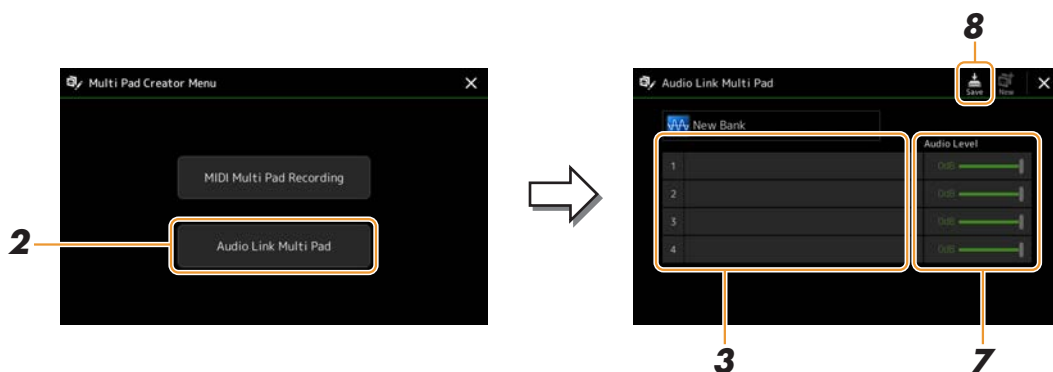 8
Multi Pad Creator Menu
Audio Link Multi Pad
Save
New
New Bank
Audio Level
MIDI Multi Pad Recording
1
0dB
2
0dB
2
Audio Link Multi Pad
3
0dB
4
0dB
3
7